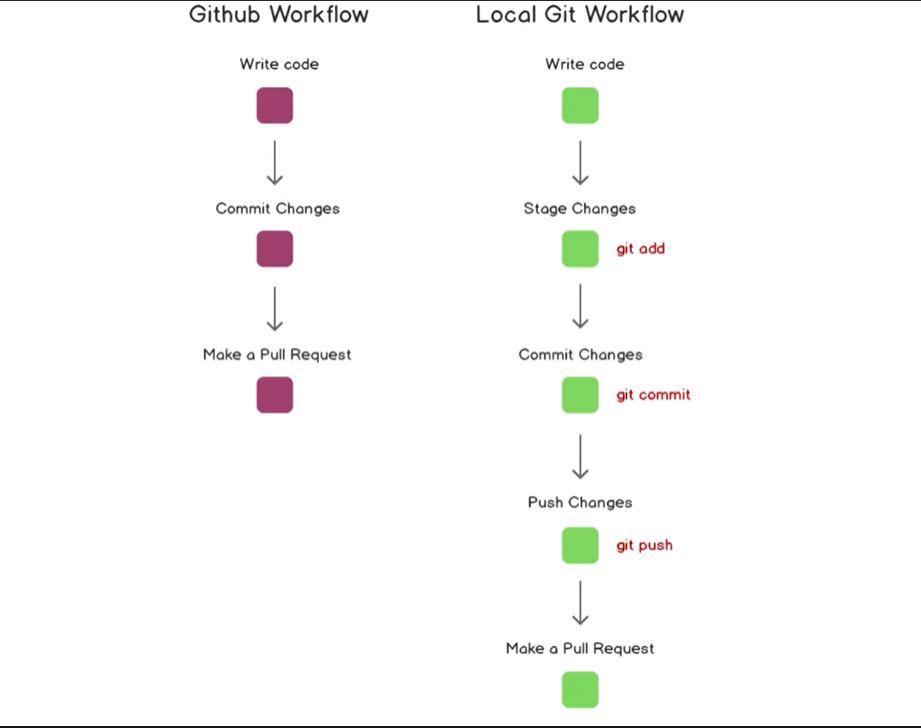 Github Workflow
Write code
Commit Changes
Make a Pull Request
Local Git Workflow
Write code
Stage Changes
git add
Commit Changes
git commit
Push Changes
git push
Make a Pull Request